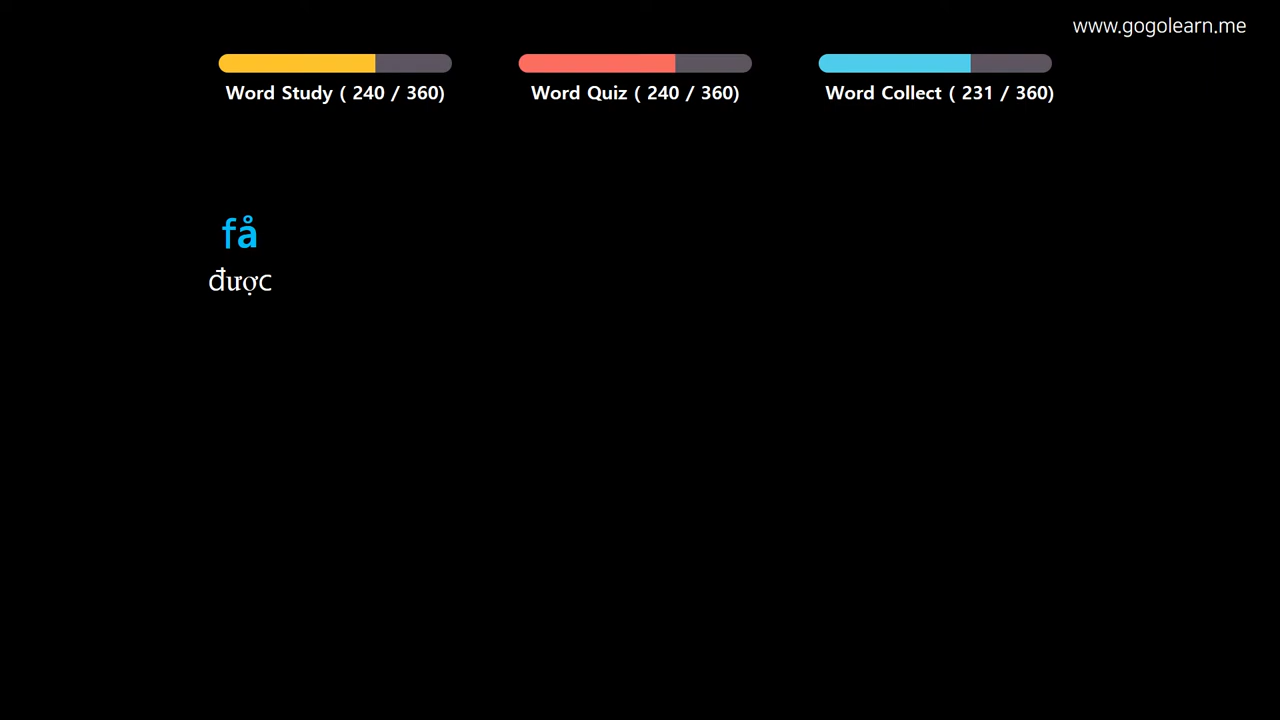 www.gogolearn.me
Word Study ( 240 / 360)
Word Quiz ( 240 / 360)
Word Collect ( 231 / 360)
få
được